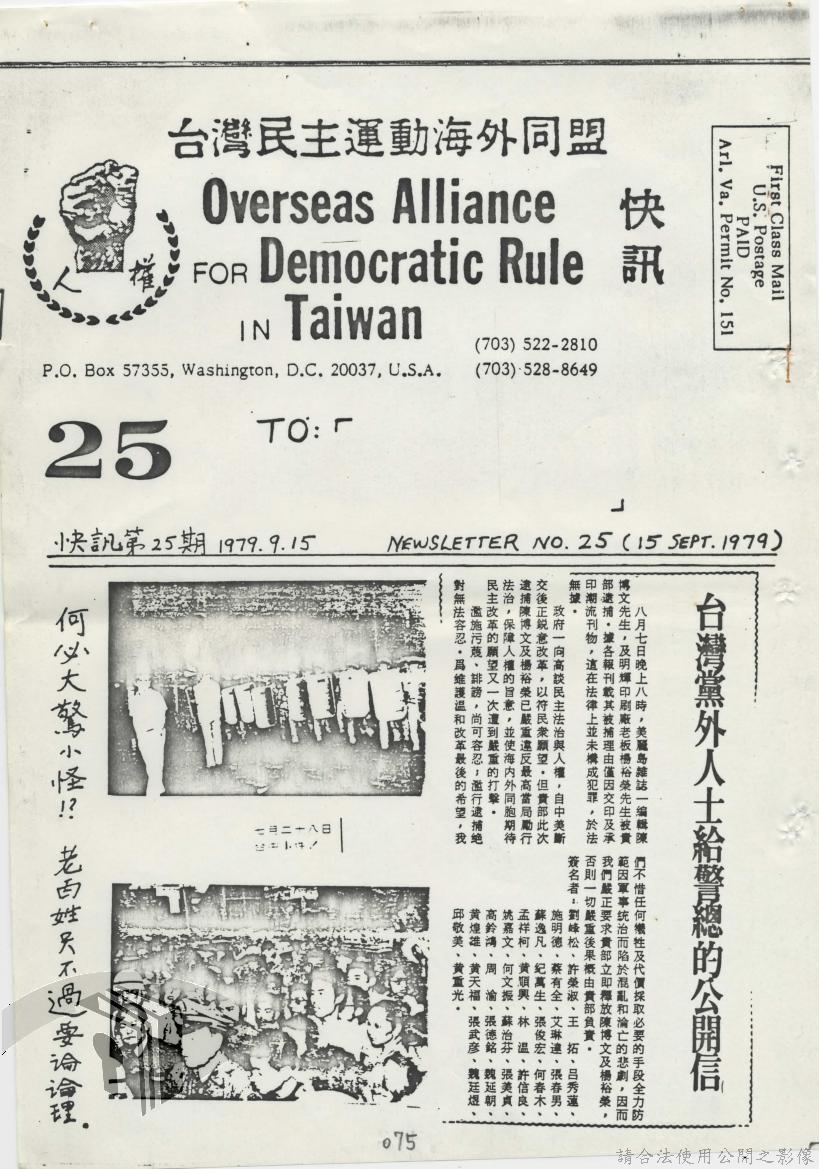 台灣民主運動海外同盟
Overseas Alliance
FOR Democratic Rule
IN Taiwan
快訊
人權
First Class Mail
U.S. Postage
PAID
Arl. Va. Permit No. 151
(703) 522-2810
P.O. Box 57355, Washington, D.C. 20037, U.S.A.
(703) 528-8649
25
TO:
快訊第25期 1979.9.15
NEWSLETTER NO. 25 (15 SEPT. 1979)
台灣黨外人士給警總的公開信
八月七日晚上八時，美麗島雜誌一編輯陳
博文先生，及明輝印刷廠老板楊裕榮先生被貴
部逮捕。據各報刊載其被捕理由僅因交印及承
印潮流刊物，這在法律上並未構成犯罪，於法
無據。
政府一向高談民主法治與人權，自中美斷
交後正銳意改革，以符民衆願望。但貴部此次
逮捕陳博文及楊裕榮已嚴重違反最高當局勵行
法治，保障人權的旨意，並使海内外同胞期待
民主改革的願望又一次遭到嚴重的打擊。
濫施污蔑、誹謗，尚可容忍，濫行逮捕絶
對無法容忍。爲維護溫和改革最後的希望，我
們不惜任何犧牲及代價採取必要的手段全力防
範因軍事統治而陷於混亂和淪亡的悲劇，因而
我們嚴正要求貴部立即釋放陳博文及楊裕榮，
否則一切嚴重後果概由貴部負責。
簽名者：劉峰松、許榮淑、王　拓、呂秀蓮、
施明德、蔡有全、艾琳達、張春男、
蘇逸凡、紀萬生、張俊宏、何春木、
孟祥柯、黄順興、林　溫、許信良、
姚嘉文、何文振、蘇治芬、張美貞、
高鈴鴻、周　渝、張德銘、魏延朝、
黄煌雄、黄天福、張武彦、魏廷煜、
邱敬美、黄重光。
七月二十八日
何必大驚小怪!? 老百姓只不過要論論理。
075
請合法使用公開之影像